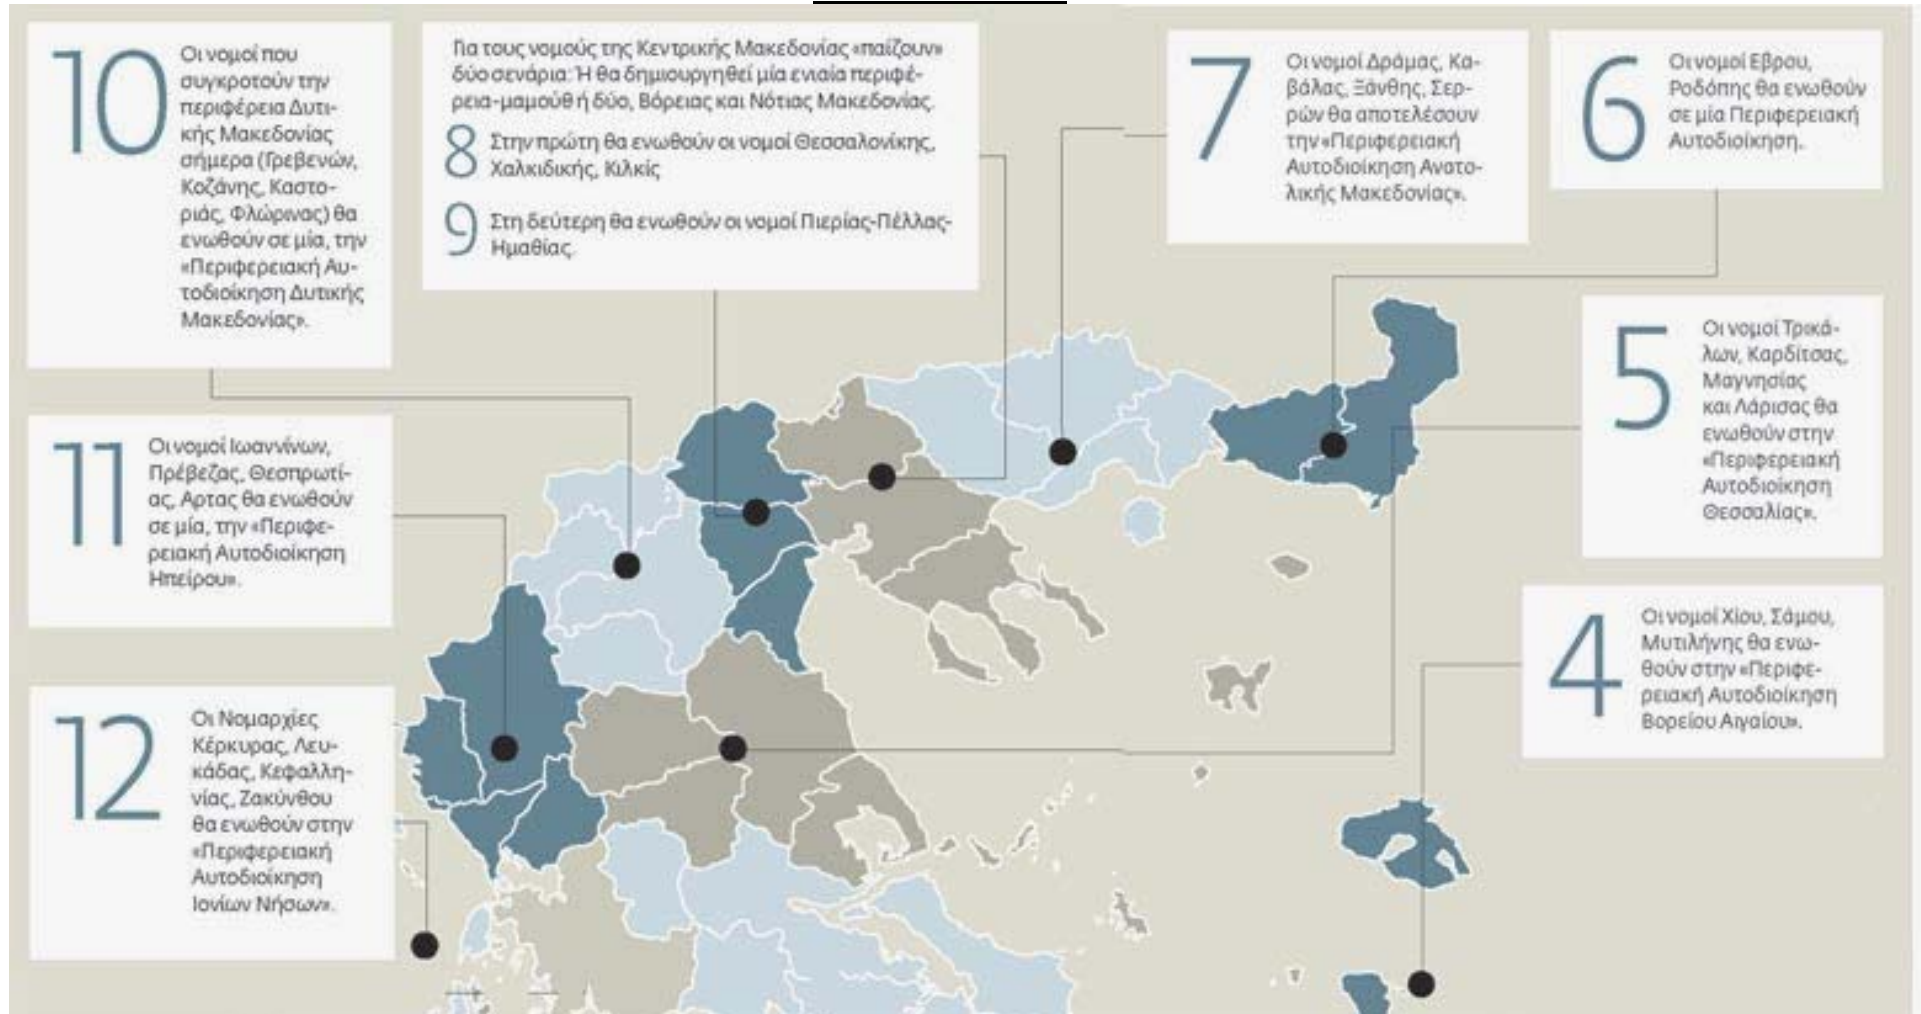 10
Οι νομοί που
συγκροτούν την
περιφέρεια Δυτι-
κής Μακεδονίας
σήμερα (Γρεβενών,
Κοζάνης, Καστο-
ριάς, Φλώρινας) θα
ενωθούν σε μία, την
«Περιφερειακή Αυ-
τοδιοίκηση Δυτικής
Μακεδονίας».
Για τους νομούς της Κεντρικής Μακεδονίας «παίζουν»
δύο σενάρια: Ή θα δημιουργηθεί μία ενιαία περιφέ-
ρεια-μαμούθ ή δύο, Βόρειας και Νότιας Μακεδονίας.
8
Στην πρώτη θα ενωθούν οι νομοί Θεσσαλονίκης,
Χαλκιδικής, Κιλκίς
9
Στη δεύτερη θα ενωθούν οι νομοί Πιερίας-Πέλλας-
Ημαθίας.
7
Οι νομοί Δράμας, Κα-
βάλας, Ξάνθης, Σερ-
ρών θα αποτελέσουν
την «Περιφερειακή
Αυτοδιοίκηση Ανατο-
λικής Μακεδονίας».
6
Οι νομοί Εβρου,
Ροδόπης θα ενωθούν
σε μία Περιφερειακή
Αυτοδιοίκηση.
5
Οι νομοί Τρικά-
λων, Καρδίτσας,
Μαγνησίας
και Λάρισας θα
ενωθούν στην
«Περιφερειακή
Αυτοδιοίκηση
Θεσσαλίας».
11
Οι νομοί Ιωαννίνων,
Πρέβεζας, Θεσπρωτί-
ας, Αρτας θα ενωθούν
σε μία, την «Περιφε-
ρειακή Αυτοδιοίκηση
Ηπείρου».
4
Οι νομοί Χίου, Σάμου,
Μυτιλήνης θα ενω-
θούν στην «Περιφε-
ρειακή Αυτοδιοίκηση
Βορείου Αιγαίου».
12
Οι Νομαρχίες
Κέρκυρας, Λευ-
κάδας, Κεφαλλη-
νίας, Ζακύνθου
θα ενωθούν στην
«Περιφερειακή
Αυτοδιοίκηση
Ιονίων Νήσων».